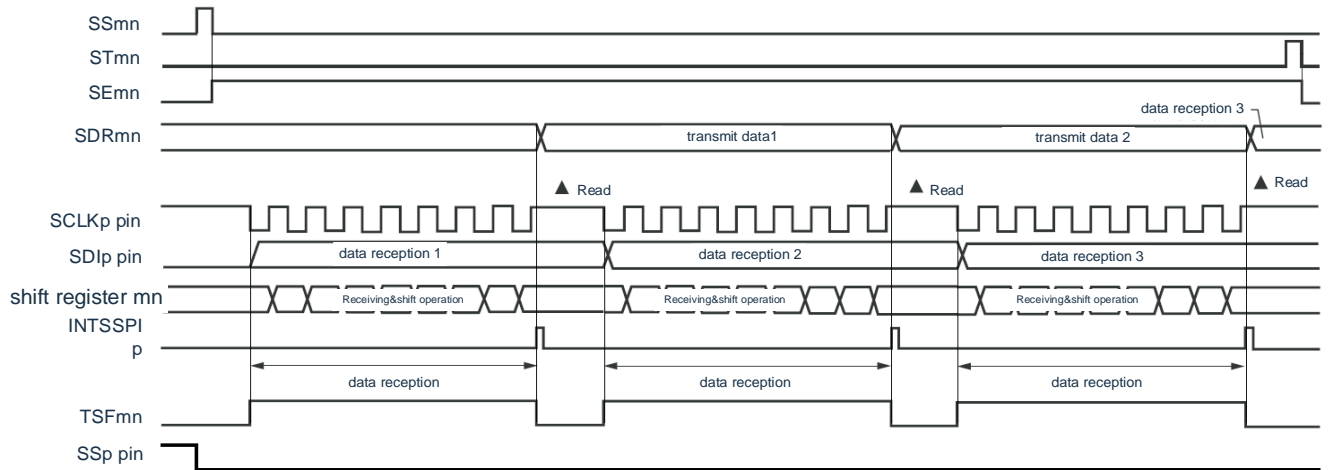 SSmn
STmn
SEmn
data reception 3
SDRmn
transmit data1
transmit data 2
Read
Read
Read
SCLKp pin
SDIp pin
data reception 1
data reception 2
data reception 3
shift register mn
Receiving&shift operation
Receiving&shift operation
Receiving&shift operation
INTSSPI
p
data reception
data reception
data reception
TSFmn
SSp pin